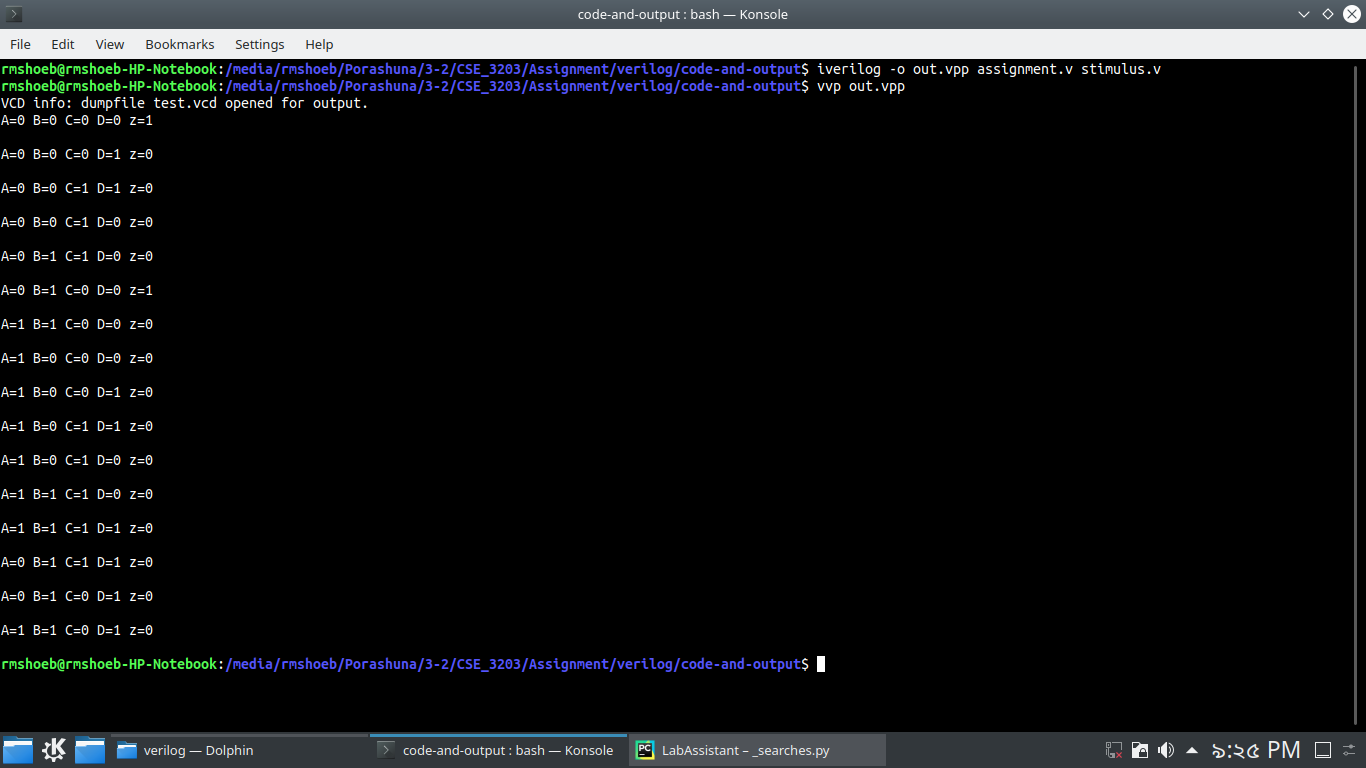 code-and-output : bash — Konsole
File Edit View Bookmarks Settings Help
rmshoeb@rmshoeb-HP-Notebook:/media/rmshoeb/Porashuna/3-2/CSE_3203/Assignment/verilog/code-and-output$ iverilog -o out.vpp assignment.v stimulus.v
rmshoeb@rmshoeb-HP-Notebook:/media/rmshoeb/Porashuna/3-2/CSE_3203/Assignment/verilog/code-and-output$ vvp out.vpp
VCD info: dumpfile test.vcd opened for output.
A=0 B=0 C=0 D=0 z=1
A=0 B=0 C=0 D=1 z=0
A=0 B=0 C=1 D=1 z=0
A=0 B=0 C=1 D=0 z=0
A=0 B=1 C=1 D=0 z=0
A=0 B=1 C=0 D=0 z=1
A=1 B=1 C=0 D=0 z=0
A=1 B=0 C=0 D=0 z=0
A=1 B=0 C=0 D=1 z=0
A=1 B=0 C=1 D=1 z=0
A=1 B=0 C=1 D=0 z=0
A=1 B=1 C=1 D=0 z=0
A=1 B=1 C=1 D=1 z=0
A=0 B=1 C=1 D=1 z=0
A=0 B=1 C=0 D=1 z=0
A=1 B=1 C=0 D=1 z=0
rmshoeb@rmshoeb-HP-Notebook:/media/rmshoeb/Porashuna/3-2/CSE_3203/Assignment/verilog/code-and-output$
verilog — Dolphin code-and-output : bash — Konsole PC LabAssistant – _searches.py ৯:২৫ PM